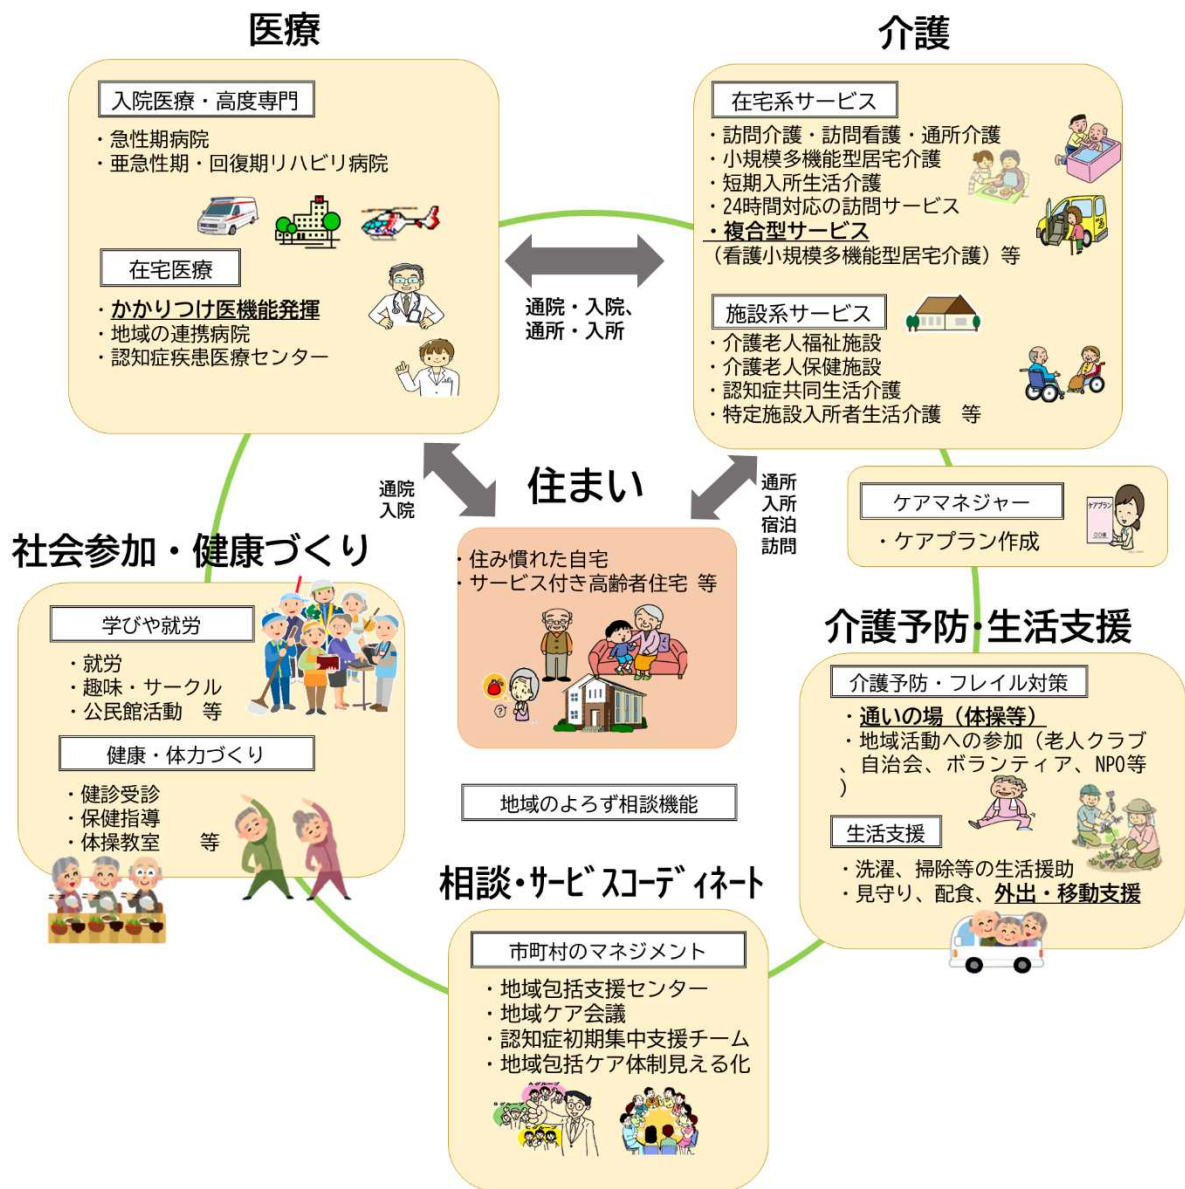 医療
入院医療・高度専門
・急性期病院
・亜急性期・回復期リハビリ病院
在宅医療
・かかりつけ医機能発揮
・地域の連携病院
・認知症疾患医療センター
介護
在宅系サービス
・訪問介護・訪問看護・通所介護
・小規模多機能型居宅介護
・短期入所生活介護
・24時間対応の訪問サービス
・複合型サービス
(看護小規模多機能型居宅介護)等
施設系サービス
・介護老人福祉施設
・介護老人保健施設
・認知症共同生活介護
・特定施設入所者生活介護 等
通院・入院、
通所・入所
通院
入院
通所
入所
宿泊
訪問
住まい
・住み慣れた自宅
・サービス付き高齢者住宅 等
ケアマネジャー
・ケアプラン作成
ケアプラン
社会参加・健康づくり
学びや就労
・就労
・趣味・サークル
・公民館活動 等
健康・体力づくり
・健診受診
・保健指導
・体操教室 等
介護予防・生活支援
介護予防・フレイル対策
・通いの場(体操等)
・地域活動への参加(老人クラブ
、自治会、ボランティア、NPO等
)
生活支援
・洗濯、掃除等の生活援助
・見守り、配食、外出・移動支援
地域のよろず相談機能
相談・サービスコーディネート
市町村のマネジメント
・地域包括支援センター
・地域ケア会議
・認知症初期集中支援チーム
・地域包括ケア体制見える化